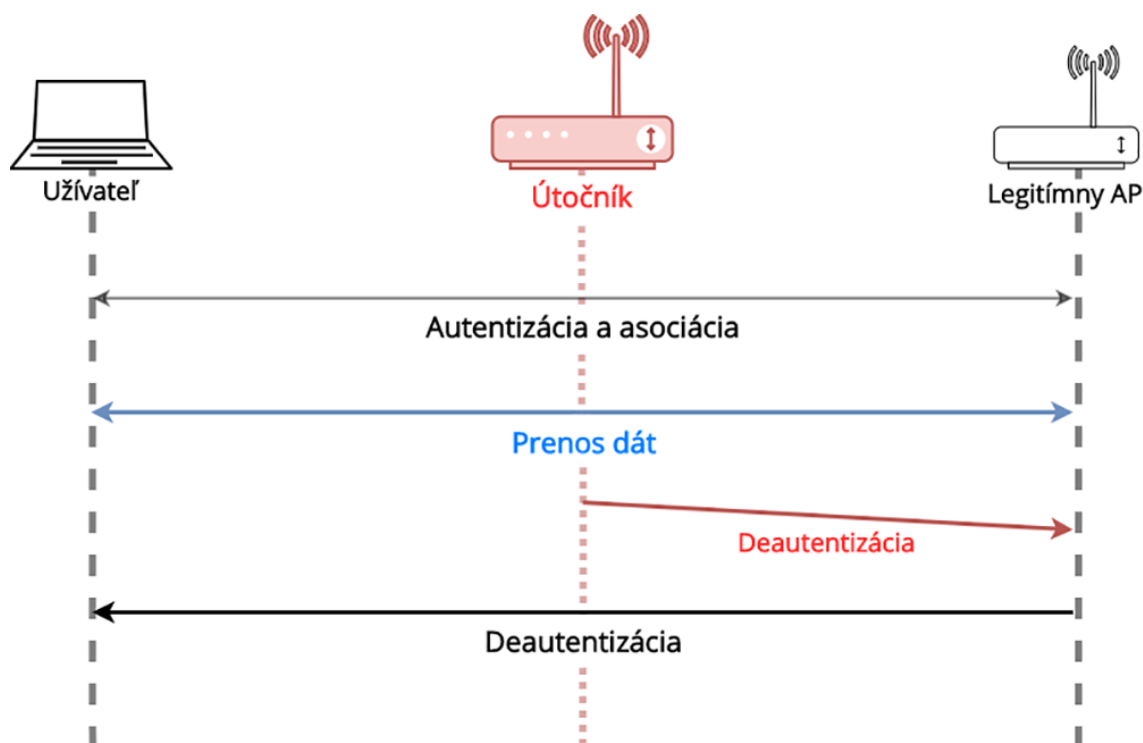 Užívateľ
Útočník
Legitímny AP
Autentizácia a asociácia
Prenos dát
Deautentizácia
Deautentizácia